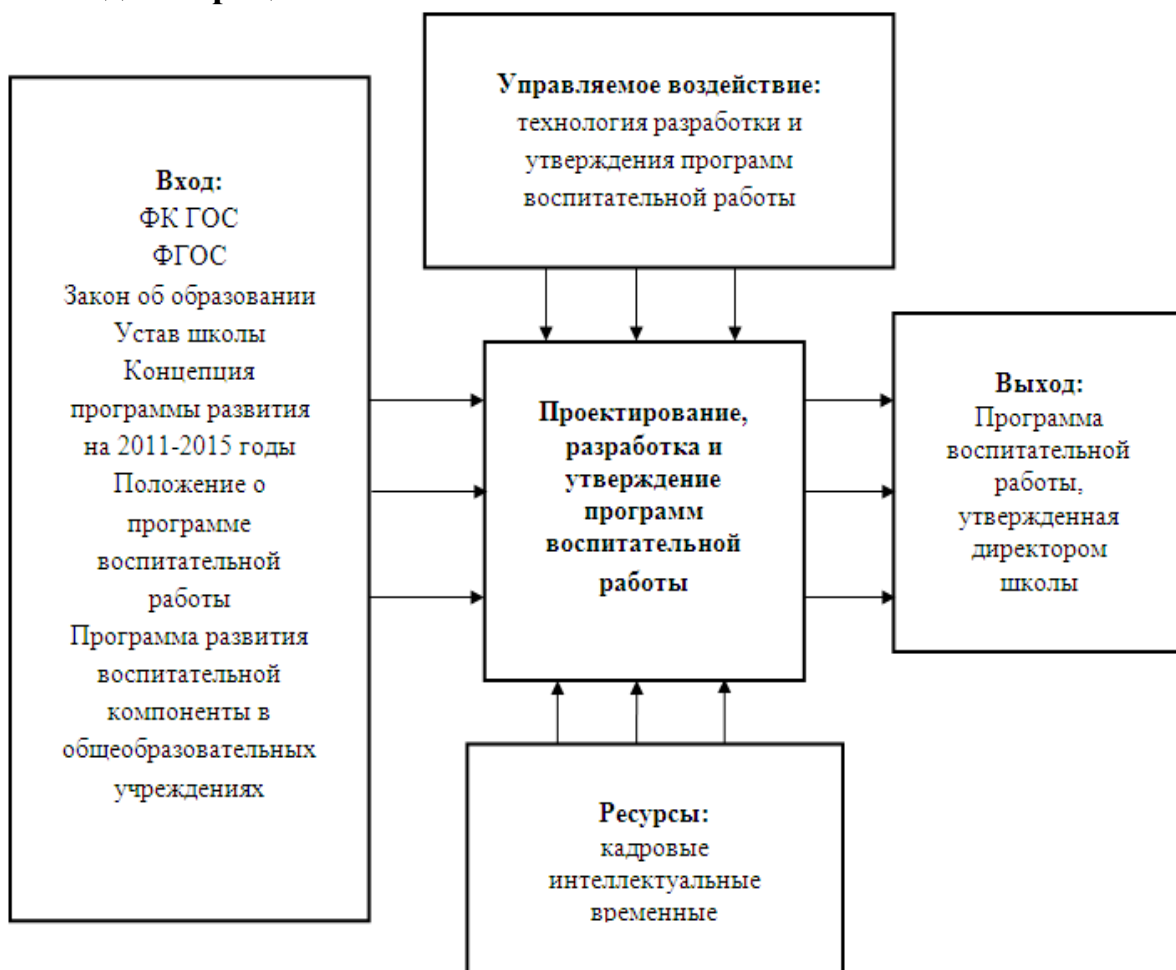 Управляемое воздействие:
технология разработки и
утверждения программ
воспитательной работы
Вход:
ФК ГОС
ФГОС
Закон об образовании
Устав школы
Концепция
программы развития
на 2011-2015 годы
Положение о
программе
воспитательной
работы
Программа развития
воспитательной
компоненты в
общеобразовательных
учреждениях
Проектирование,
разработка и
утверждение
программ
воспитательной
работы
Выход:
Программа
воспитательной
работы,
утвержденная
директором
школы
Ресурсы:
кадровые
интеллектуальные
временные